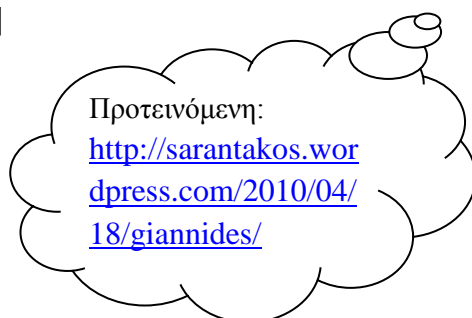 Προτεινόμενη:
http://sarantakos.wor
dpress.com/2010/04/
18/giannides/